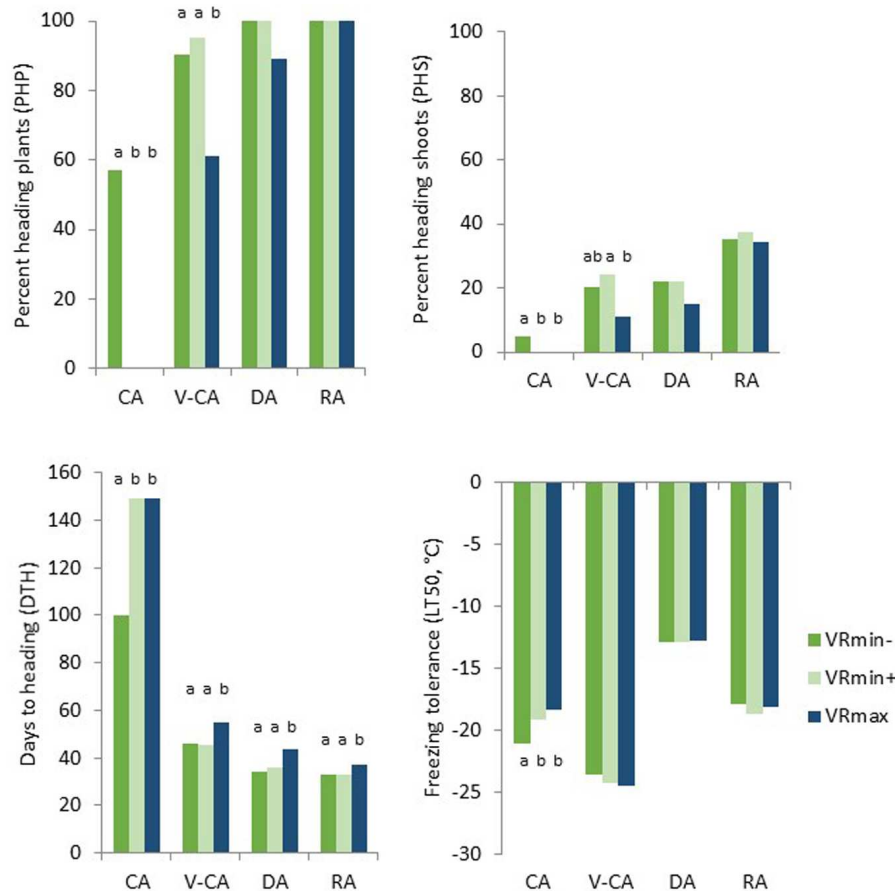 Percent heading plants (PHP)
100
80
60
40
20
0
a b b
a a b
CA V-CA DA RA
Percent heading shoots (PHS)
100
80
60
40
20
0
a b b
ab a b
CA V-CA DA RA
Days to heading (DTH)
160
140
120
100
80
60
40
20
0
a b b
a a b
a a b
a a b
CA V-CA DA RA
Freezing tolerance (LT50, °C)
0
-5
-10
-15
-20
-25
-30
a b b
CA V-CA DA RA
VRmin-
VRmin+
VRmax